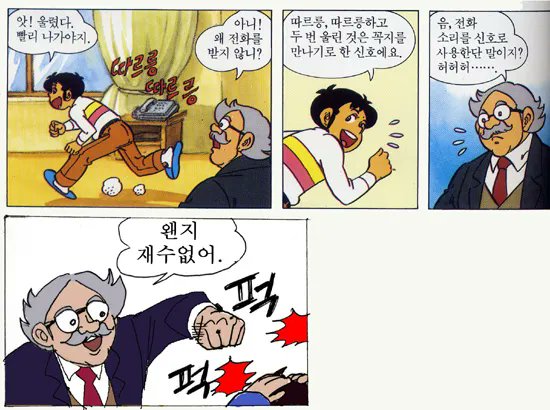 앗! 울렸다.
빨리 나가야지.
따르릉
따르릉
아니!
왜 전화를
받지 않니?
따르릉, 따르릉하고
두 번 울린 것은 꼭지를
만나기로 한 신호예요.
음, 전화
소리를 신호로
사용한단 말이지?
허허허……
왠지
재수없어.
퍽
퍽